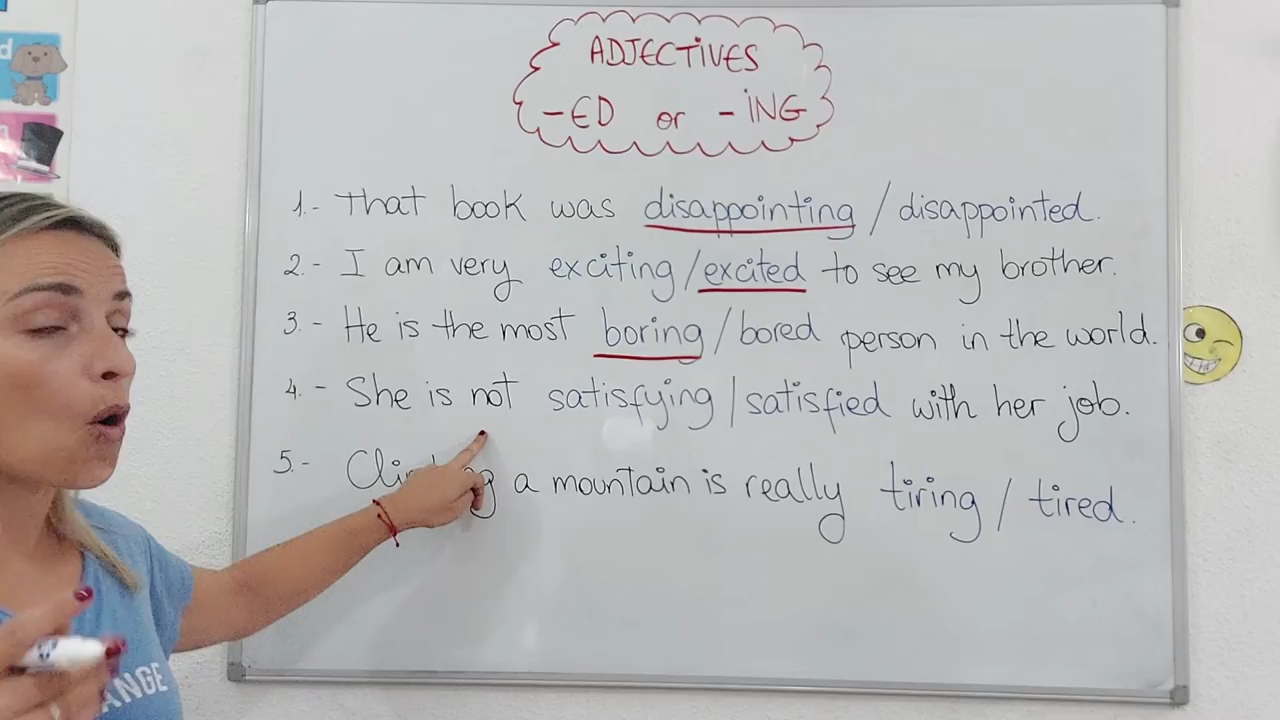 ADJECTIVES
-ED or -ING
1.- That book was disappointing / disappointed.
2.- I am very exciting / excited to see my brother.
3.- He is the most boring / bored person in the world.
4.- She is not satisfying / satisfied with her job.
5.- a mountain is really tiring / tired.
d
ANGE